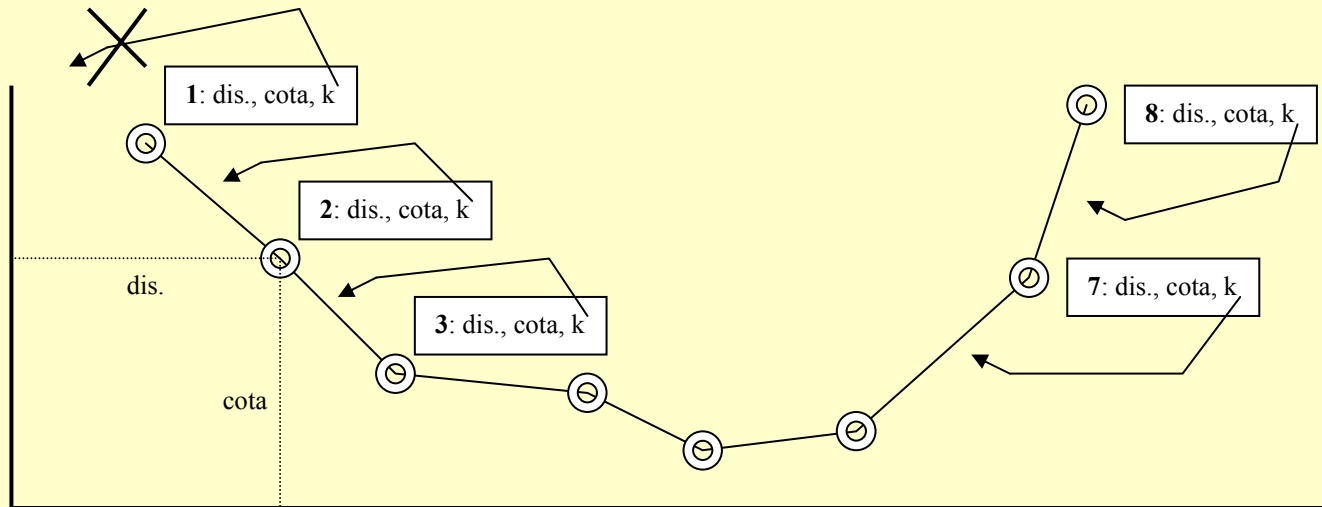 1: dis., cota, k
8: dis., cota, k
2: dis., cota, k
dis.
7: dis., cota, k
3: dis., cota, k
cota